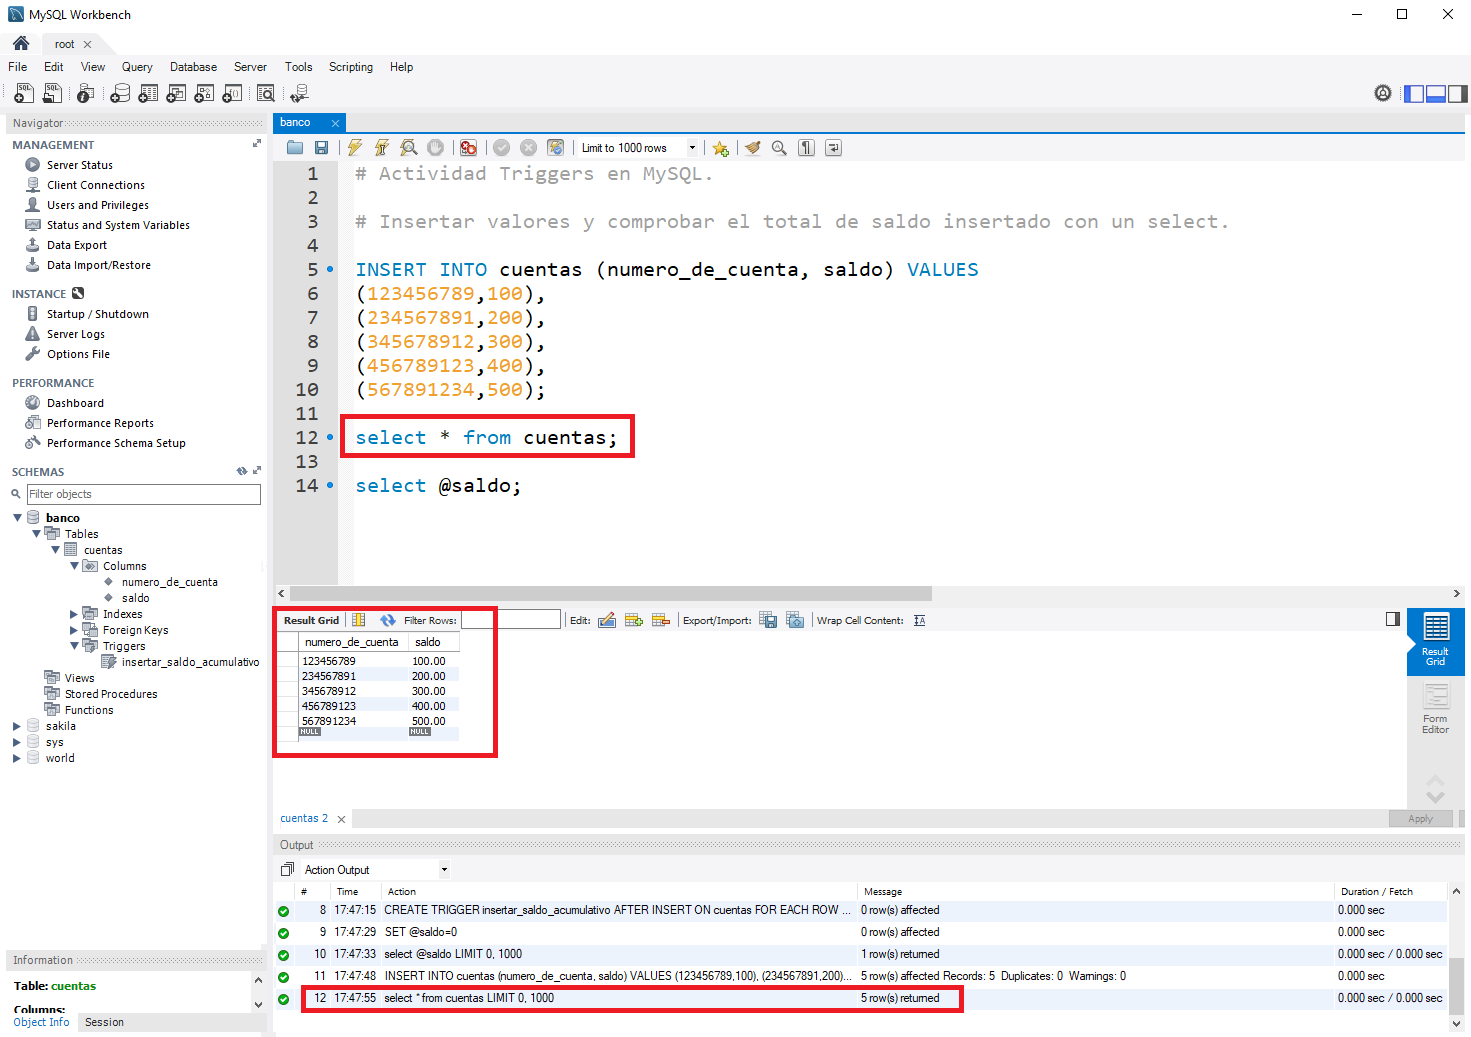 MySQL Workbench
root
File Edit View Query Database Server Tools Scripting Help
Navigator
MANAGEMENT
Server Status
Client Connections
Users and Privileges
Status and System Variables
Data Export
Data Import/Restore
INSTANCE
Startup / Shutdown
Server Logs
Options File
PERFORMANCE
Dashboard
Performance Reports
Performance Schema Setup
SCHEMAS
Filter objects
banco
Tables
cuentas
Columns
numero_de_cuenta
saldo
Indexes
Foreign Keys
Triggers
insertar_saldo_acumulativo
Views
Stored Procedures
Functions
sakila
sys
world
Information
Table: cuentas
Columns:
Object Info Session
banco
Limit to 1000 rows
1 # Actividad Triggers en MySQL.
2
3 # Insertar valores y comprobar el total de saldo insertado con un select.
4
5 INSERT INTO cuentas (numero_de_cuenta, saldo) VALUES
6 (123456789,100),
7 (234567891,200),
8 (345678912,300),
9 (456789123,400),
10 (567891234,500);
11
12 select * from cuentas;
13
14 select @saldo;
Result Grid Filter Rows: Edit: Export/Import: Wrap Cell Content:
numero_de_cuenta saldo
123456789 100.00
234567891 200.00
345678912 300.00
456789123 400.00
567891234 500.00
NULL NULL
Result
Grid
Form
Editor
cuentas 2
Apply
Output
Action Output
# Time Action Message Duration / Fetch
8 17:47:15 CREATE TRIGGER insertar_saldo_acumulativo AFTER INSERT ON cuentas FOR EACH ROW ... 0 row(s) affected 0.000 sec
9 17:47:29 SET @saldo=0 0 row(s) affected 0.000 sec
10 17:47:33 select @saldo LIMIT 0, 1000 1 row(s) returned 0.000 sec / 0.000 sec
11 17:47:48 INSERT INTO cuentas (numero_de_cuenta, saldo) VALUES (123456789,100), (234567891,200)... 5 row(s) affected Records: 5 Duplicates: 0 Warnings: 0 0.000 sec
12 17:47:55 select * from cuentas LIMIT 0, 1000 5 row(s) returned 0.000 sec / 0.000 sec